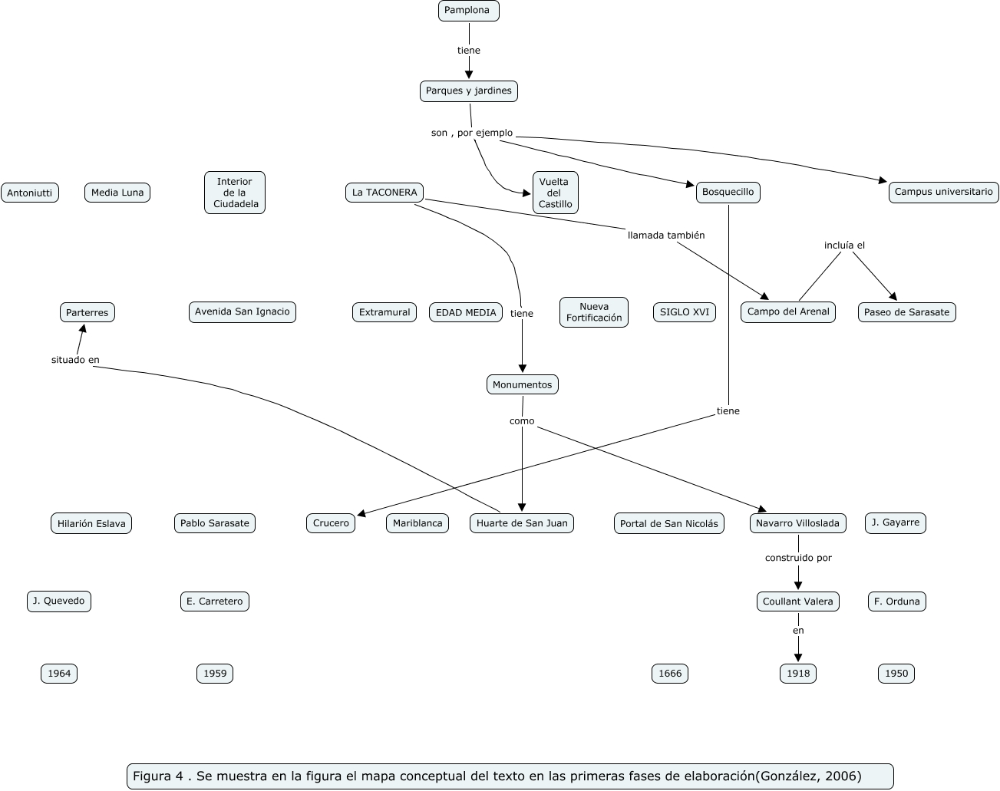 Pamplona
tiene
Parques y jardines
son , por ejemplo
Antoniutti
Media Luna
Interior
de la
Ciudadela
La TACONERA
Vuelta
del
Castillo
Bosquecillo
Campus universitario
llamada también
incluía el
Parterres
Avenida San Ignacio
Extramural
EDAD MEDIA
tiene
Nueva
Fortificación
SIGLO XVI
Campo del Arenal
Paseo de Sarasate
situado en
Monumentos
tiene
como
Hilarión Eslava
Pablo Sarasate
Crucero
Mariblanca
Huarte de San Juan
Portal de San Nicolás
Navarro Villoslada
J. Gayarre
construido por
J. Quevedo
E. Carretero
Coullant Valera
F. Orduna
en
1964
1959
1666
1918
1950
Figura 4 . Se muestra en la figura el mapa conceptual del texto en las primeras fases de elaboración(González, 2006)